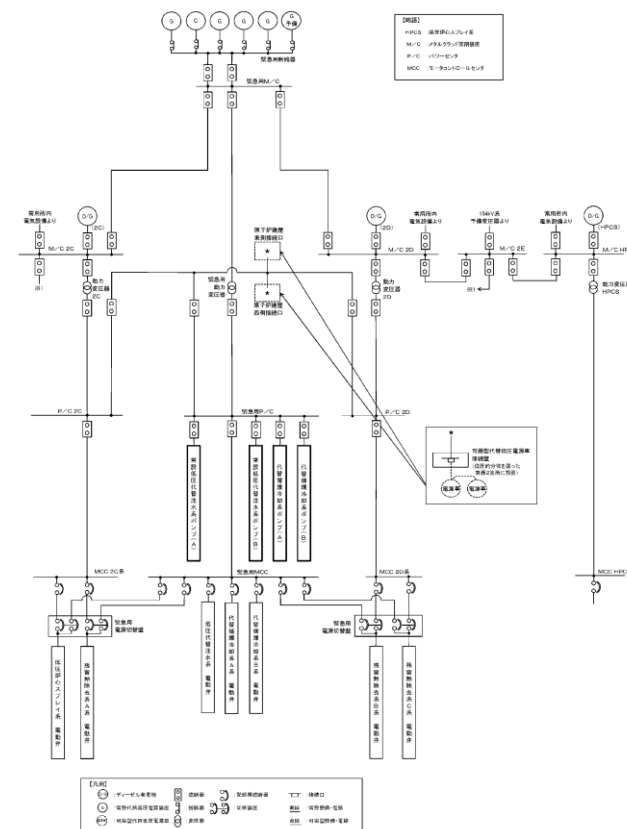 G
G
G
G
G
G
予備
緊急用断路器
緊急用M/C
【略語】
HPCS :高圧炉心スプレイ系
M/C :メタルクラッド開閉装置
P/C :パワーセンタ
MCC :モータコントロールセンタ
常用所内
電気設備より
D/G
(2C)
M/C 2C
動力
変圧器
2C
原子炉建屋
東側接続口
★
緊急用
動力
変圧器
★
原子炉建屋
西側接続口
D/G
(2D)
M/C 2D
動力
変圧器
2D
常用所内
電気設備より
154kV系
予備変圧器より
M/C 2E
常用所内
電気設備より
D/G
(HPCS)
M/C HP
動力変圧
HPCS
P/C 2C
緊急用P/C
P/C 2D
常設低圧代替注水系ポンプ(A)
常設低圧代替注水系ポンプ(B)
代替循環冷却系ポンプ(A)
代替循環冷却系ポンプ(B)
★
可搬型代替低圧電源車
接続盤
電源車
電源車
MCC 2C系
緊急用MCC
MCC 2D系
MCC HPC
緊急用
電源切替盤
緊急用
電源切替盤
低圧炉心スプレイ系 電動弁
残留熱除去系A系 電動弁
低圧代替注水系 電動弁
代替循環冷却系A系 電動弁
代替循環冷却系B系 電動弁
残留熱除去系B系 電動弁
残留熱除去系C系 電動弁
【凡例】
D/G :ディーゼル発電機
:遮断器
:配線用遮断器
:接続口
G :常設代替高圧電源装置
:断路器
:切替装置
実線 :常設設備・電路
:可搬型代替低圧電源車
:変圧器
点線 :可搬型設備・電路